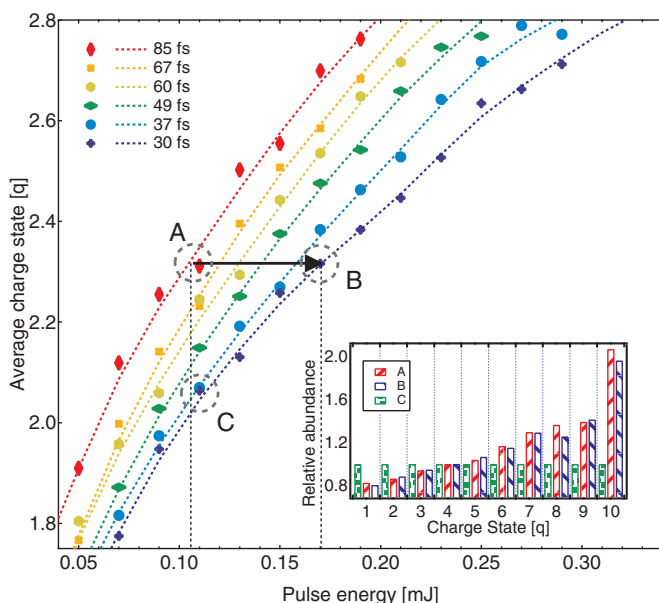 2.8
2.6
2.4
2.2
2.0
1.8
Average charge state [q]
85 fs
67 fs
60 fs
49 fs
37 fs
30 fs
A
B
C
Relative abundance
2.0
1.6
1.2
0.8
A
B
C
1 2 3 4 5 6 7 8 9 10
Charge State [q]
0.05 0.10 0.15 0.20 0.25 0.30
Pulse energy [mJ]